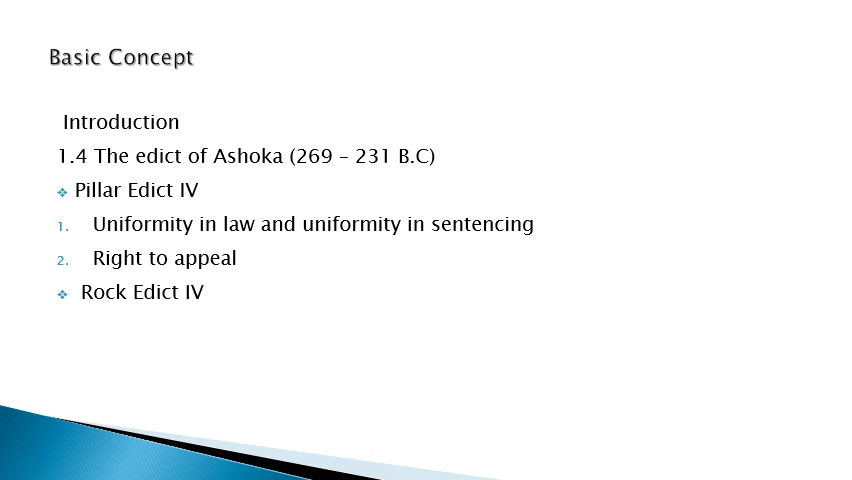 Basic Concept
Introduction
1.4 The edict of Ashoka (269 – 231 B.C)
❖ Pillar Edict IV
1. Uniformity in law and uniformity in sentencing
2. Right to appeal
❖ Rock Edict IV